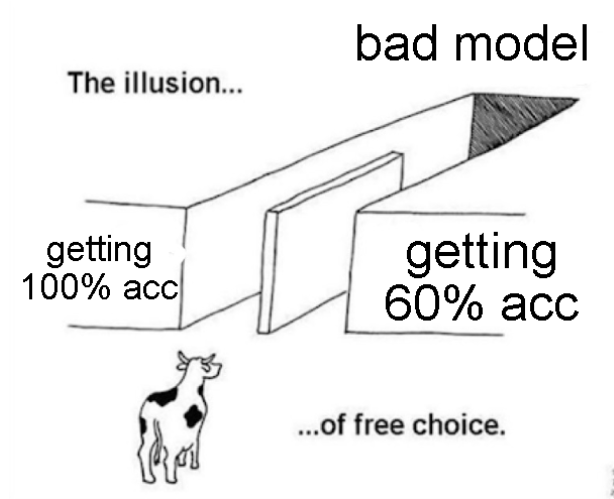 bad model
The illusion...
getting
100% acc
getting
60% acc
...of free choice.